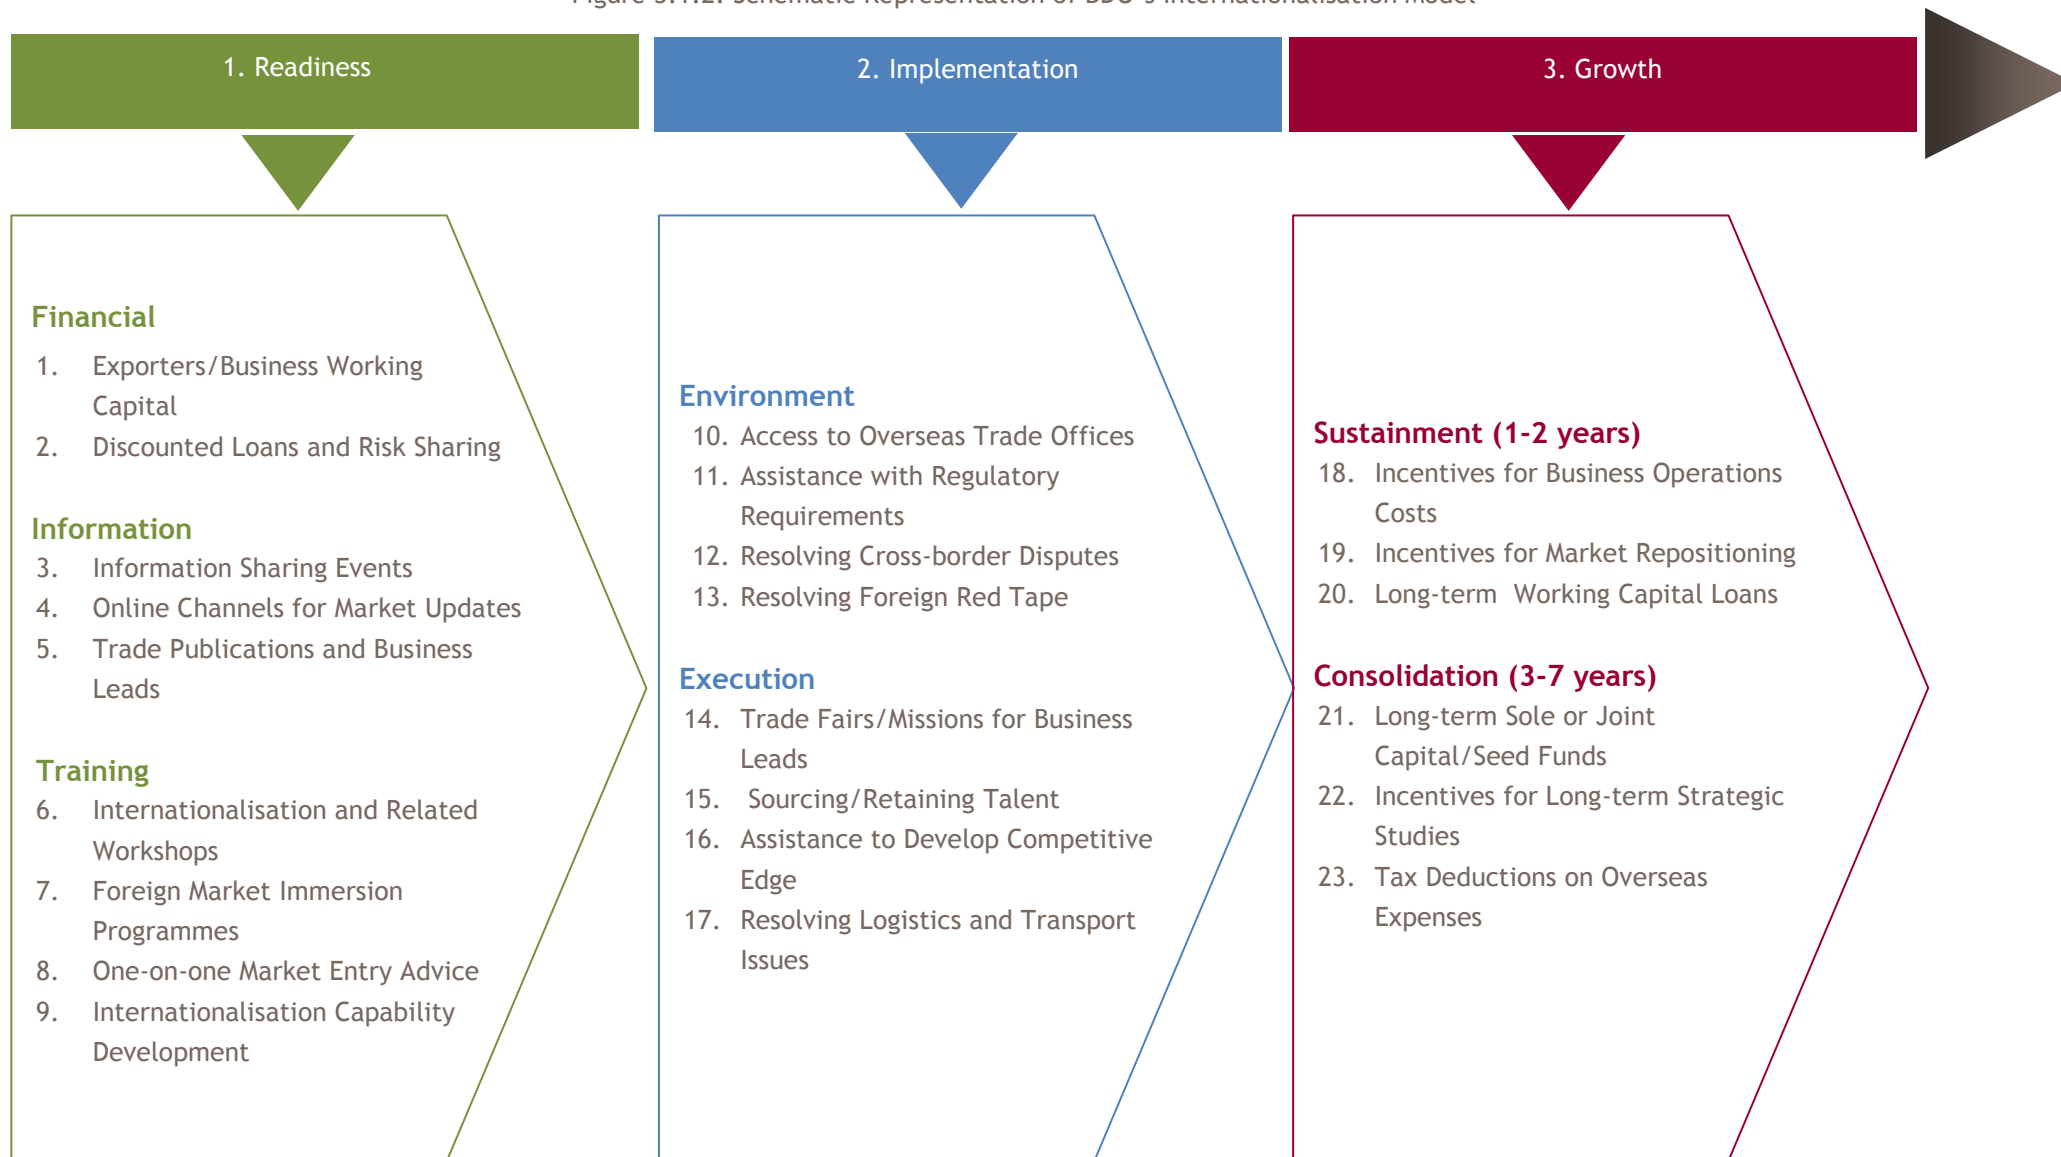 Schematic Representation of BDO's Internationalisation Model
1. Readiness
2. Implementation
3. Growth
Financial
1. Exporters/Business Working
Capital
2. Discounted Loans and Risk Sharing
Information
3. Information Sharing Events
4. Online Channels for Market Updates
5. Trade Publications and Business
Leads
Training
6. Internationalisation and Related
Workshops
7. Foreign Market Immersion
Programmes
8. One-on-one Market Entry Advice
9. Internationalisation Capability
Development
Environment
10. Access to Overseas Trade Offices
11. Assistance with Regulatory
Requirements
12. Resolving Cross-border Disputes
13. Resolving Foreign Red Tape
Execution
14. Trade Fairs/Missions for Business
Leads
15. Sourcing/Retaining Talent
16. Assistance to Develop Competitive
Edge
17. Resolving Logistics and Transport
Issues
Sustainment (1-2 years)
18. Incentives for Business Operations
Costs
19. Incentives for Market Repositioning
20. Long-term Working Capital Loans
Consolidation (3-7 years)
21. Long-term Sole or Joint
Capital/Seed Funds
22. Incentives for Long-term Strategic
Studies
23. Tax Deductions on Overseas
Expenses